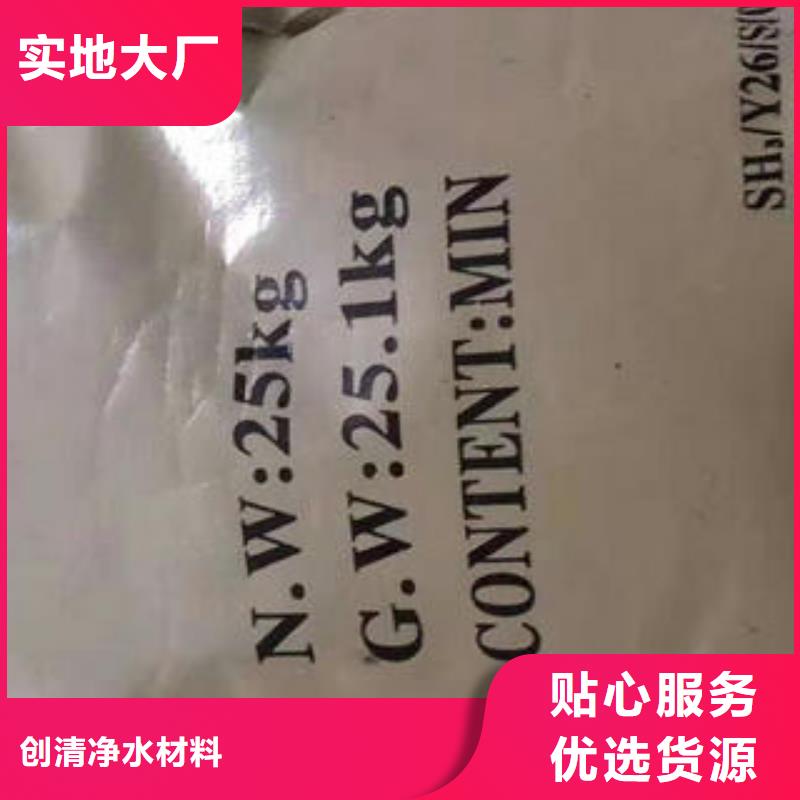 实地大厂
N.W:25kg
G.W:25.1kg
CONTENT:MIN
贴心服务
优选货源
创清净水材料